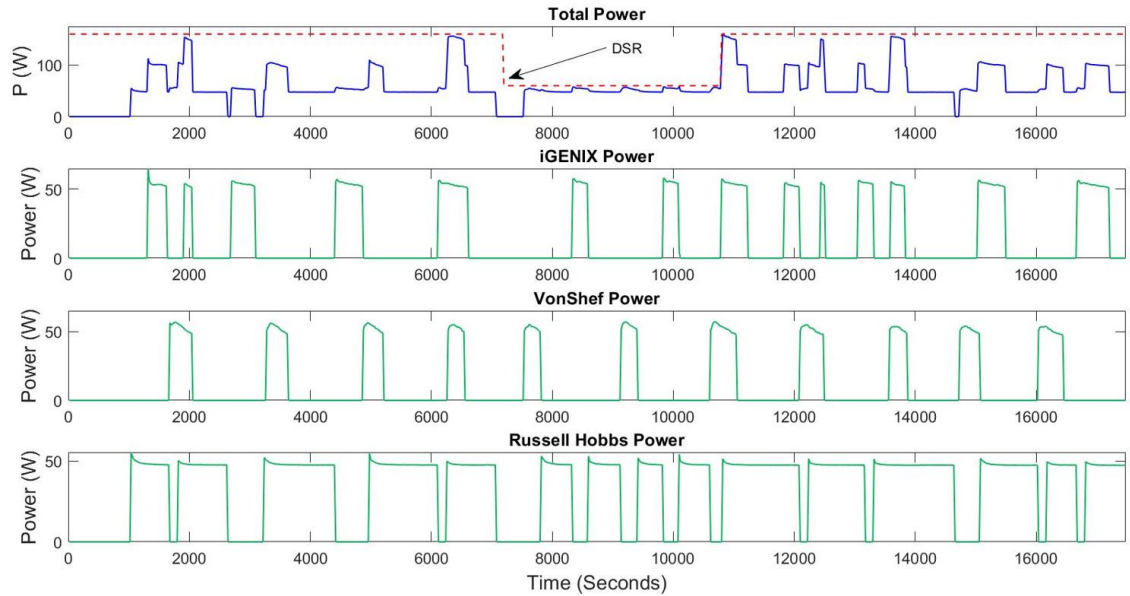 Total Power
P (W)
100
0
DSR
0 2000 4000 6000 8000 10000 12000 14000 16000
iGENIX Power
Power (W)
50
0
0 2000 4000 6000 8000 10000 12000 14000 16000
VonShef Power
Power (W)
50
0
0 2000 4000 6000 8000 10000 12000 14000 16000
Russell Hobbs Power
Power (W)
50
0
0 2000 4000 6000 8000 10000 12000 14000 16000
Time (Seconds)